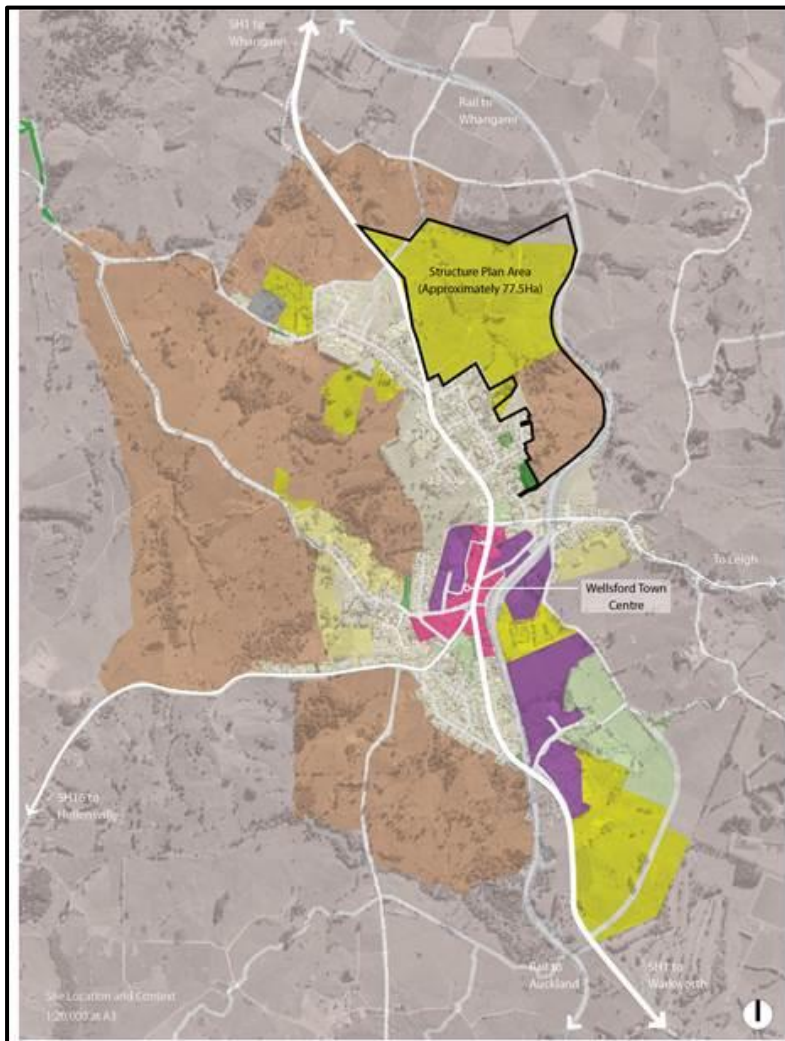 SH1 to
Whangarei
Rail to
Whangarei
Structure Plan Area
(Approximately 77.5Ha)
To Leigh
Wellsford Town
Centre
SH16 to
Helensville
Rail to
Auckland
SH1 to
Warkworth
Site Location and Context
1:20,000 at A3